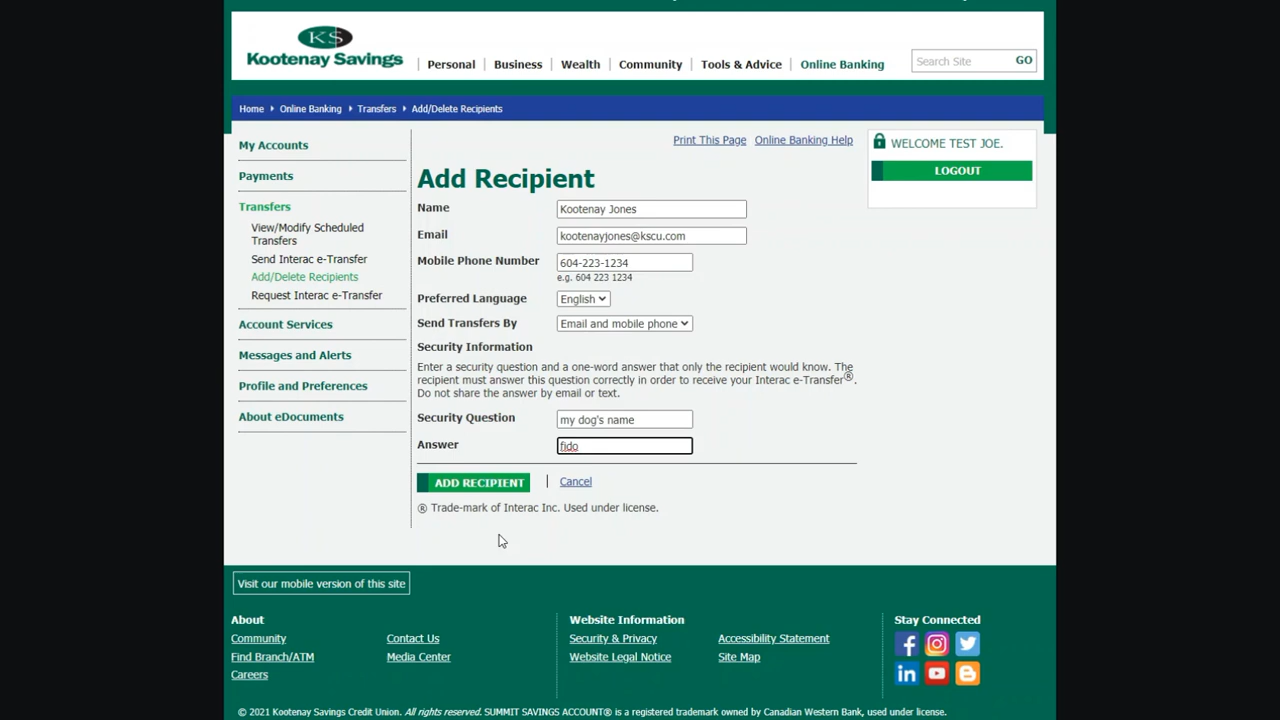 KS
Kootenay Savings
Personal
Business
Wealth
Community
Tools & Advice
Online Banking
Search Site
GO
Home
Online Banking
Transfers
Add/Delete Recipients
My Accounts
Payments
Transfers
View/Modify Scheduled
Transfers
Send Interac e-Transfer
Add/Delete Recipients
Request Interac e-Transfer
Account Services
Messages and Alerts
Profile and Preferences
About eDocuments
Print This Page
Online Banking Help
WELCOME TEST JOE.
LOGOUT
Add Recipient
Name
Kootenay Jones
Email
kootenayjones@kscu.com
Mobile Phone Number
604-223-1234
e.g. 604 223 1234
Preferred Language
English
Send Transfers By
Email and mobile phone
Security Information
Enter a security question and a one-word answer that only the recipient would know. The
recipient must answer this question correctly in order to receive your Interac e-Transfer®.
Do not share the answer by email or text.
Security Question
my dog's name
Answer
fido
ADD RECIPIENT | Cancel
® Trade-mark of Interac Inc. Used under license.
Visit our mobile version of this site
About
Community
Find Branch/ATM
Careers
Contact Us
Media Center
Website Information
Security & Privacy
Website Legal Notice
Accessibility Statement
Site Map
Stay Connected
© 2021 Kootenay Savings Credit Union. All rights reserved. SUMMIT SAVINGS ACCOUNT® is a registered trademark owned by Canadian Western Bank, used under license.